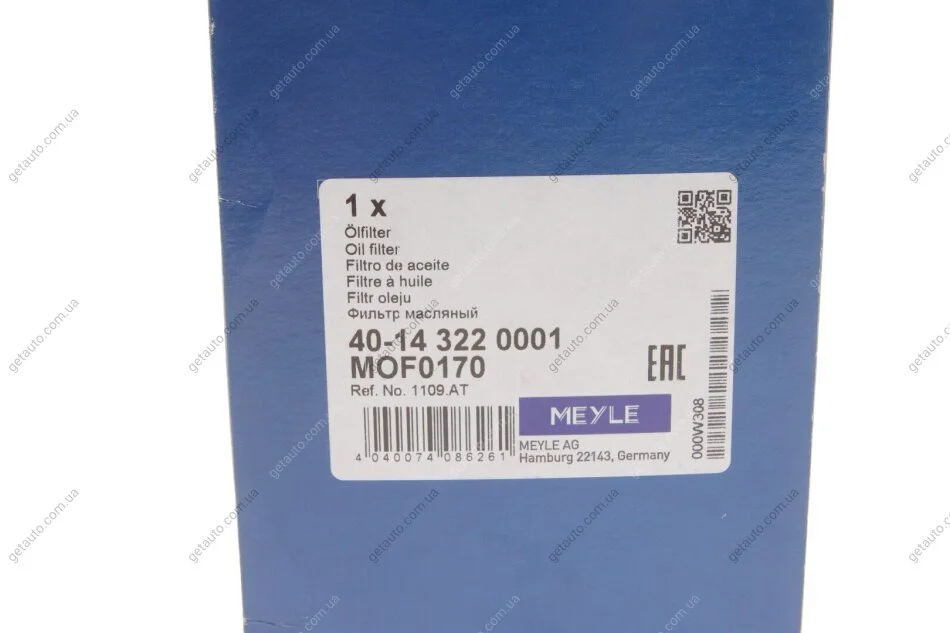 1 x
Ölfilter
Oil filter
Filtro de aceite
Filtre à huile
Filtr oleju
Фильтр масляный
40-14 322 0001
MOF0170
Ref. No. 1109.AT
EAC
000W308
MEYLE
MEYLE AG
Hamburg 22143, Germany
4 040074 086261
getauto.com.ua